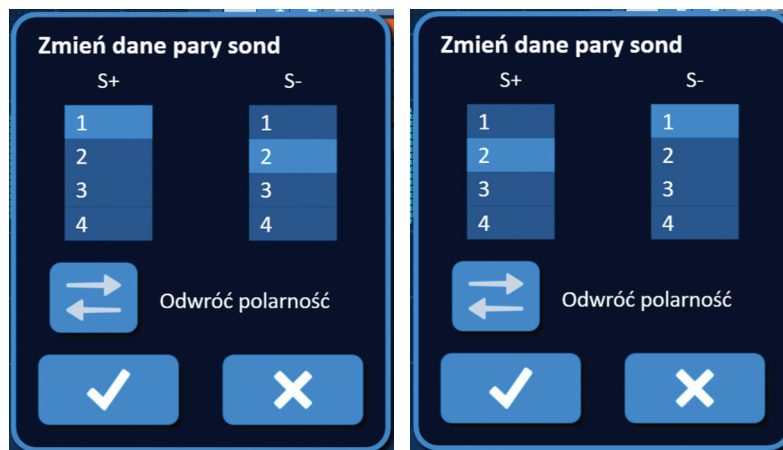 Zmień dane pary sond
S+ S-
1 1
2 2
3 3
4 4
Odwróć polarność
Zmień dane pary sond
S+ S-
1 1
2 2
3 3
4 4
Odwróć polarność